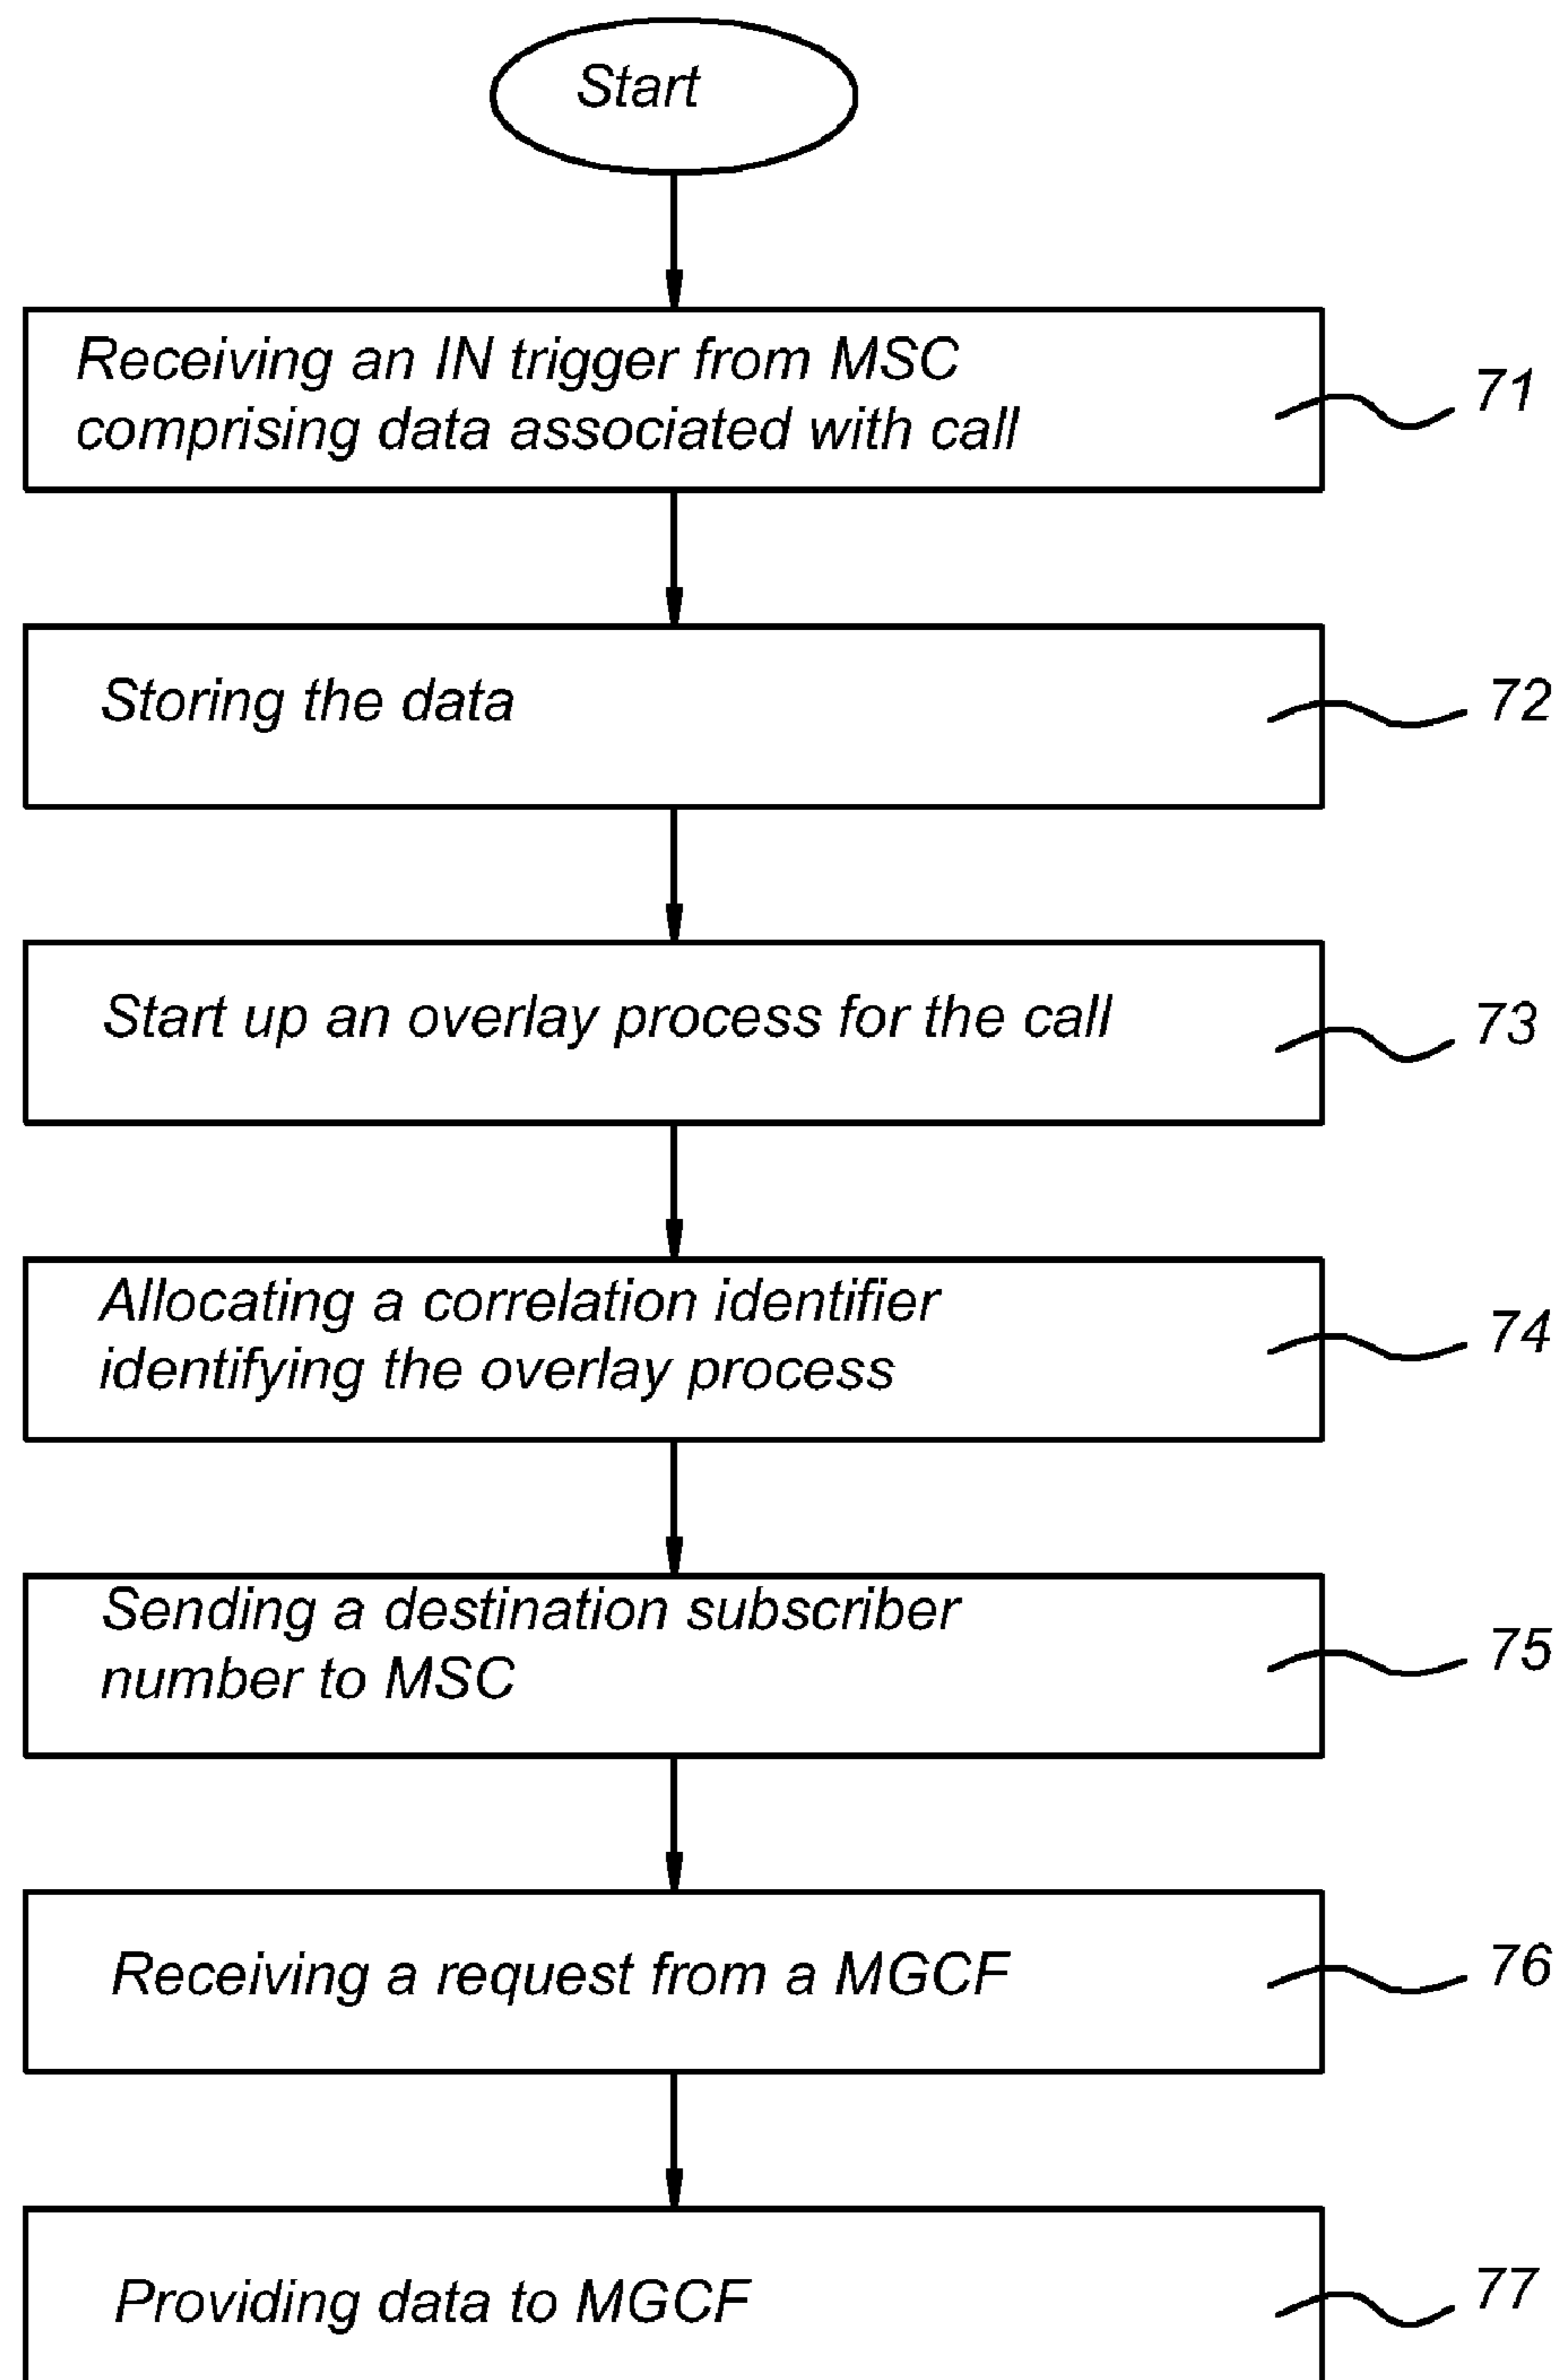 Start
Receiving an IN trigger from MSC
comprising data associated with call
71
Storing the data
72
Start up an overlay process for the call
73
Allocating a correlation identifier
identifying the overlay process
74
Sending a destination subscriber
number to MSC
75
Receiving a request from a MGCF
76
Providing data to MGCF
77